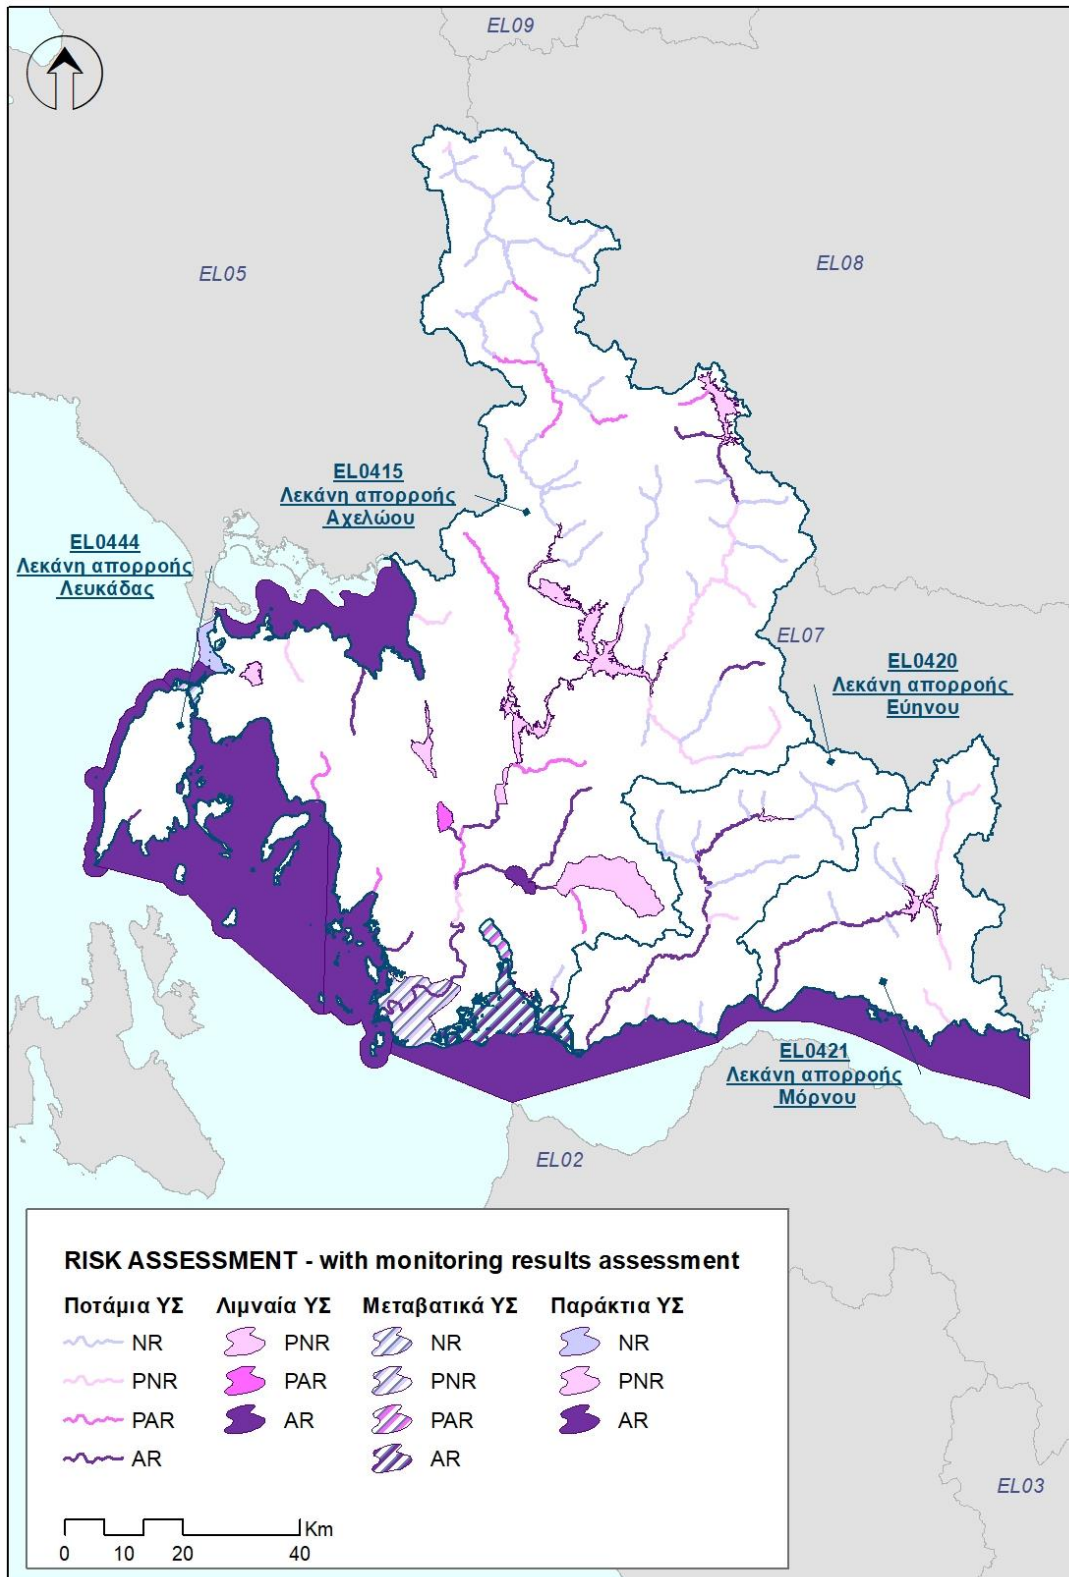 EL09
EL05
EL08
EL0415
Λεκάνη απορροής
Αχελώου
EL0444
Λεκάνη απορροής
Λευκάδας
EL07
EL0420
Λεκάνη απορροής
Εύηνου
EL0421
Λεκάνη απορροής
Μόρνου
EL02
RISK ASSESSMENT - with monitoring results assessment
Ποτάμια ΥΣ Λιμναία ΥΣ Μεταβατικά ΥΣ Παράκτια ΥΣ
NR PNR NR NR
PNR PAR PNR PNR
PAR AR PAR AR
AR AR
EL03
Km
0 10 20 40